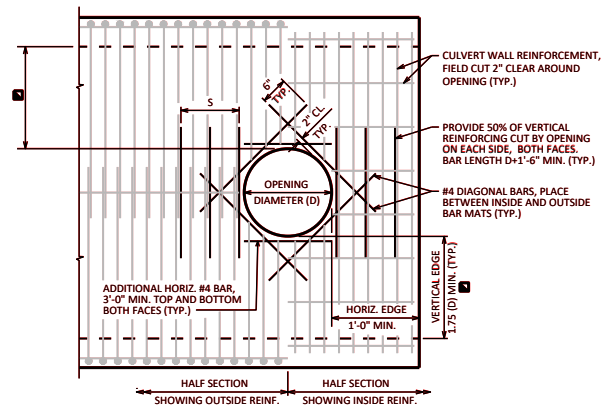 CULVERT WALL REINFORCEMENT,
FIELD CUT 2" CLEAR AROUND
OPENING (TYP.)
6"
TYP.
S
2" CL.
TYP.
PROVIDE 50% OF VERTICAL
REINFORCING CUT BY OPENING
ON EACH SIDE, BOTH FACES.
BAR LENGTH D+1'-6" MIN. (TYP.)
OPENING
DIAMETER (D)
#4 DIAGONAL BARS, PLACE
BETWEEN INSIDE AND OUTSIDE
BAR MATS (TYP.)
ADDITIONAL HORIZ. #4 BAR,
3'-0" MIN. TOP AND BOTTOM
BOTH FACES (TYP.)
VERTICAL EDGE
1.75 (D) MIN. (TYP.)
HORIZ. EDGE
1'-0" MIN.
HALF SECTION
SHOWING OUTSIDE REINF.
HALF SECTION
SHOWING INSIDE REINF.